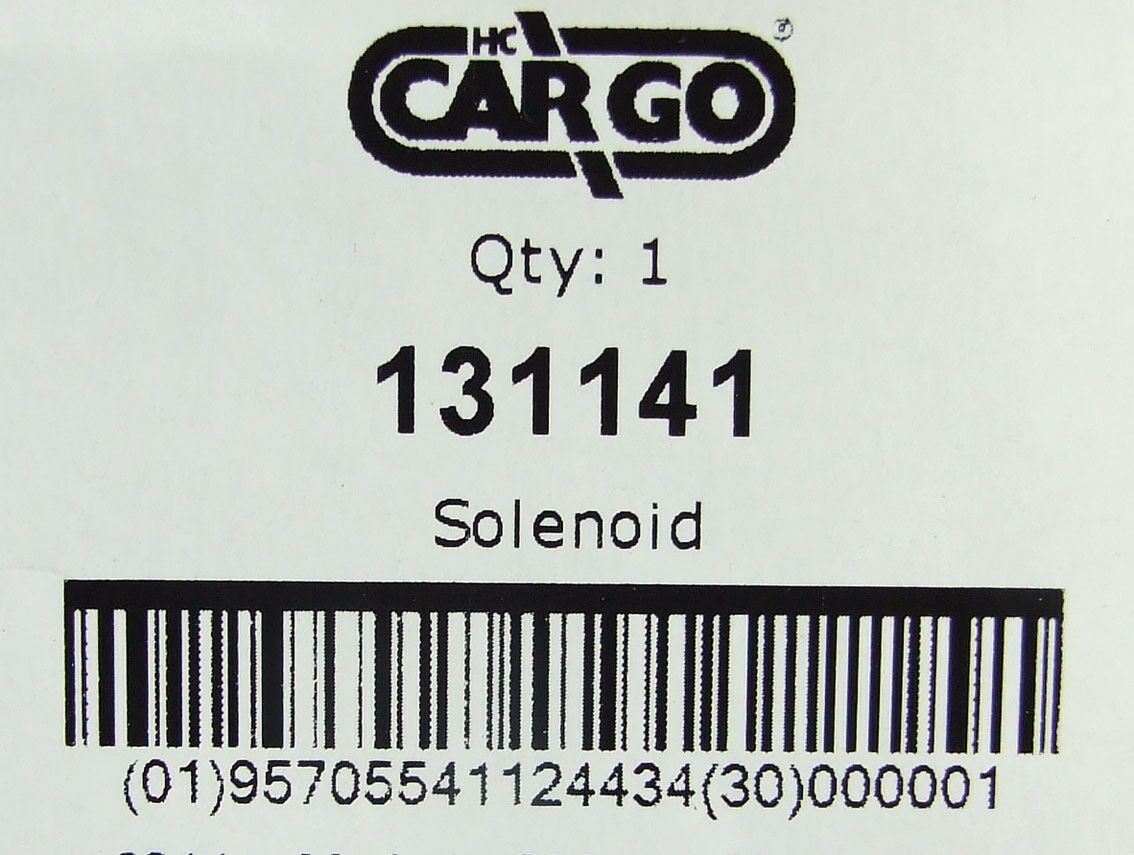 HC
CARGO®
Qty: 1
131141
Solenoid
(01)95705541124434(30)000001